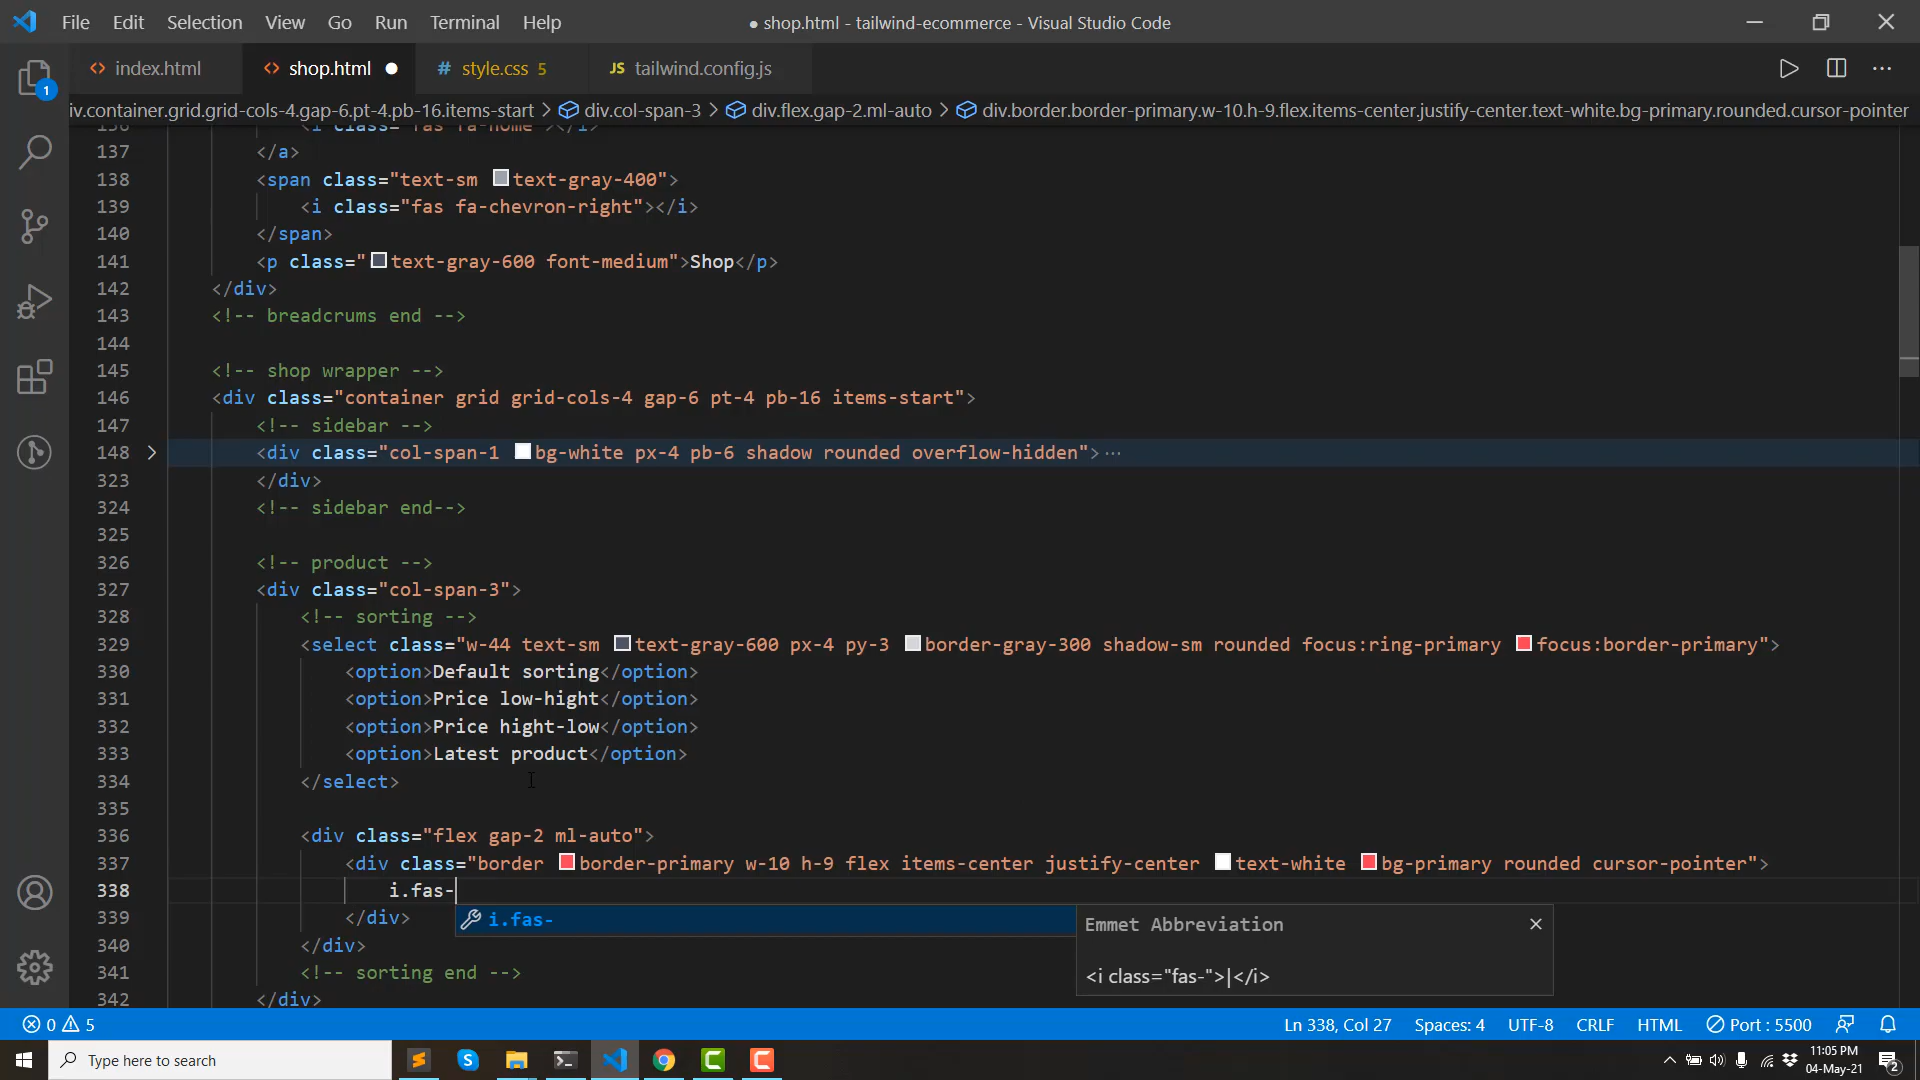 File Edit Selection View Go Run Terminal Help
● shop.html - tailwind-ecommerce - Visual Studio Code
index.html
shop.html ●
# style.css 5
JS tailwind.config.js
iv.container.grid.grid-cols-4.gap-6.pt-4.pb-16.items-start > div.col-span-3 > div.flex.gap-2.ml-auto > div.border.border-primary.w-10.h-9.flex.items-center.justify-center.text-white.bg-primary.rounded.cursor-pointer
1
136 <i class="fas fa-home"></i>
137 </a>
138 <span class="text-sm text-gray-400">
139 <i class="fas fa-chevron-right"></i>
140 </span>
141 <p class="text-gray-600 font-medium">Shop</p>
142 </div>
143 <!-- breadcrums end -->
144
145 <!-- shop wrapper -->
146 <div class="container grid grid-cols-4 gap-6 pt-4 pb-16 items-start">
147 <!-- sidebar -->
148 <div class="col-span-1 bg-white px-4 pb-6 shadow rounded overflow-hidden">···
323 </div>
324 <!-- sidebar end-->
325
326 <!-- product -->
327 <div class="col-span-3">
328 <!-- sorting -->
329 <select class="w-44 text-sm text-gray-600 px-4 py-3 border-gray-300 shadow-sm rounded focus:ring-primary focus:border-primary">
330 <option>Default sorting</option>
331 <option>Price low-hight</option>
332 <option>Price hight-low</option>
333 <option>Latest product</option>
334 </select>
335
336 <div class="flex gap-2 ml-auto">
337 <div class="border border-primary w-10 h-9 flex items-center justify-center text-white bg-primary rounded cursor-pointer">
338 i.fas-
339 </div>
i.fas-
Emmet Abbreviation
<i class="fas-">|</i>
340 </div>
341 <!-- sorting end -->
342 </div>
0 5
Ln 338, Col 27 Spaces: 4 UTF-8 CRLF HTML Port : 5500
Type here to search
11:05 PM
04-May-21
2